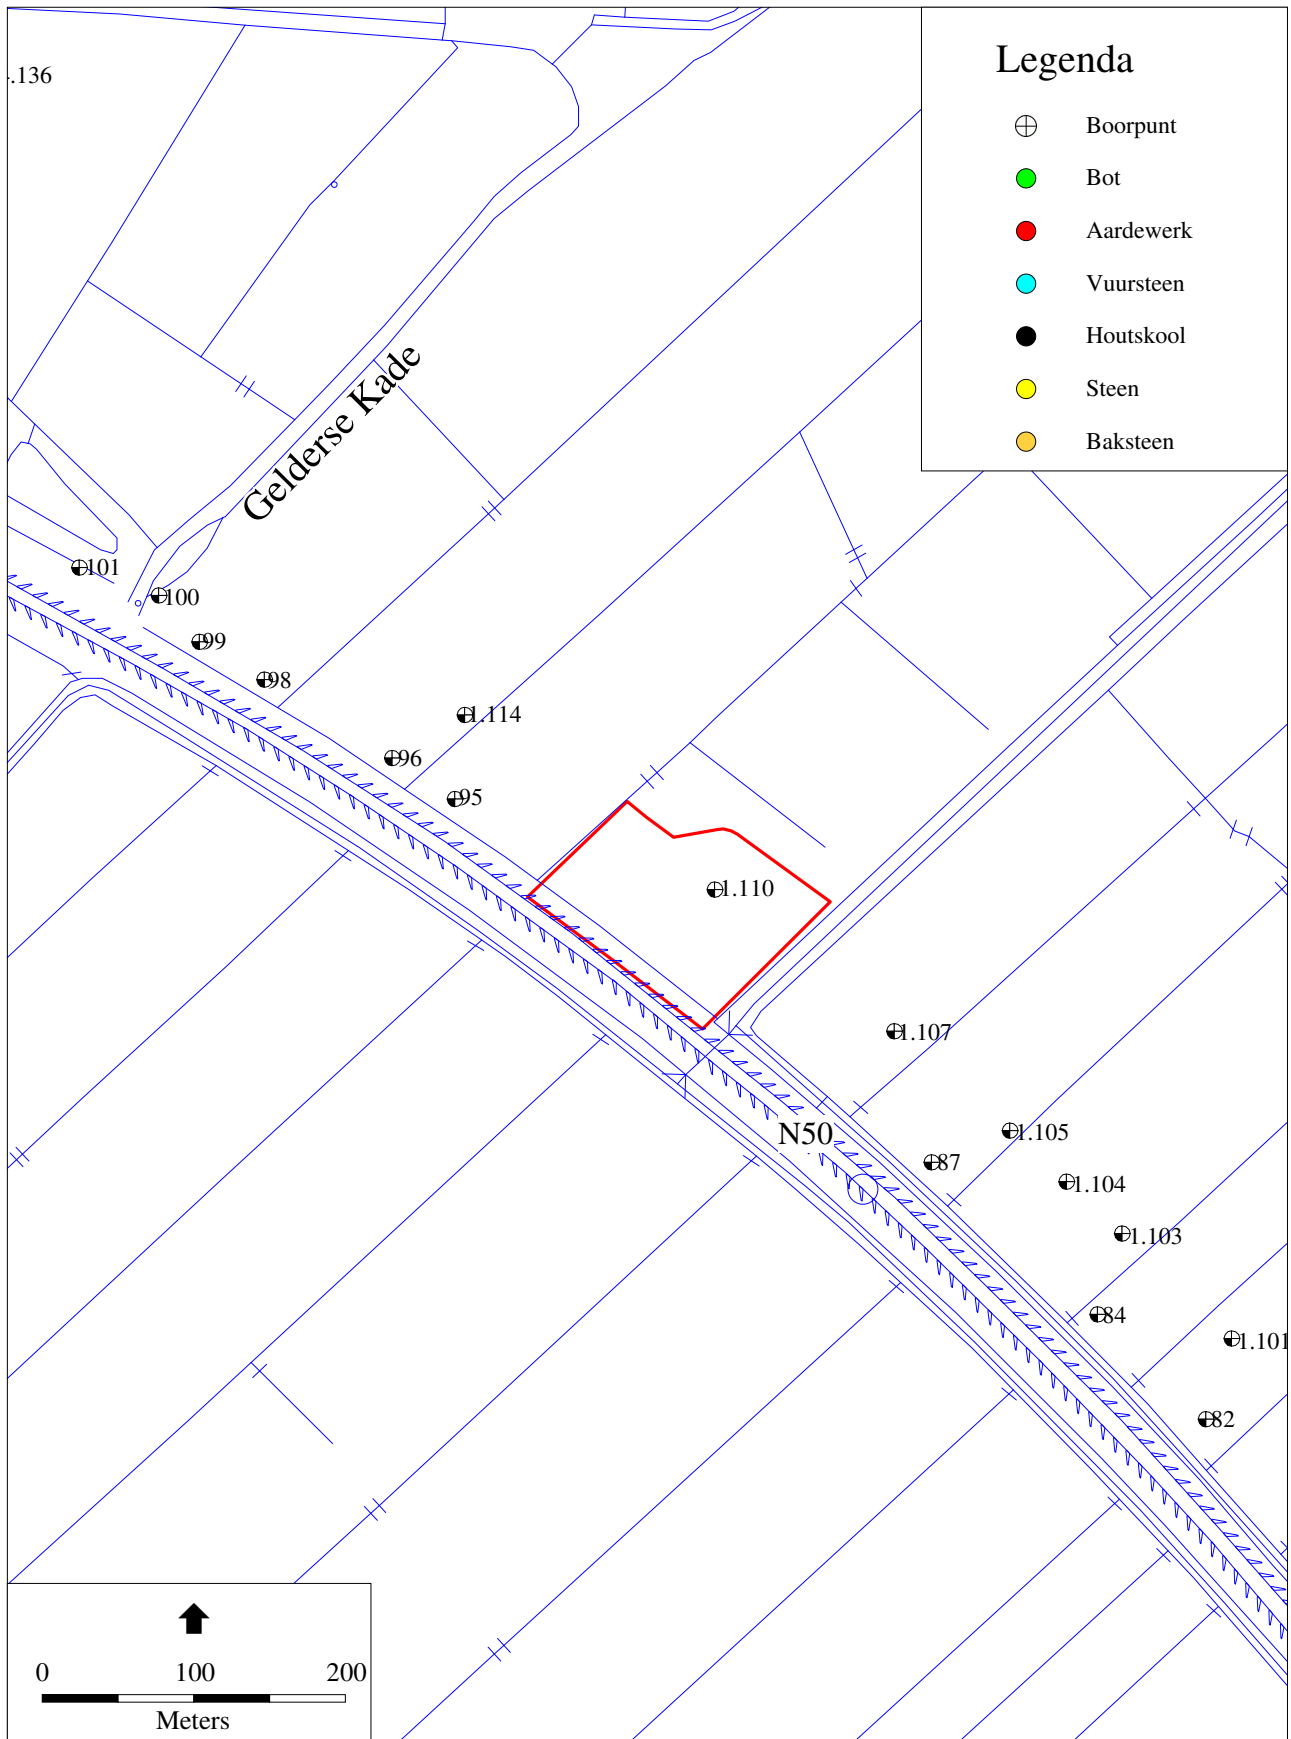 .136
Legenda
Boorpunt
Bot
Aardewerk
Vuursteen
Houtskool
Steen
Baksteen
Gelderse Kade
101
100
99
98
1.114
96
95
1.110
1.107
N50
1.105
87
1.104
1.103
84
1.101
82
0 100 200
Meters